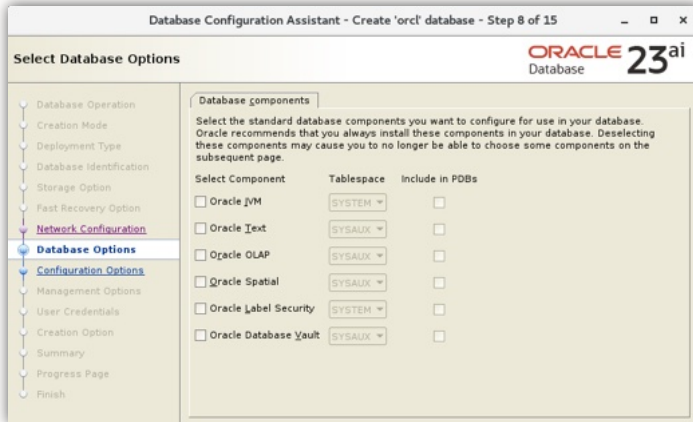 Database Configuration Assistant - Create 'orcl' database - Step 8 of 15
Select Database Options
ORACLE 23ai
Database
Database Operation
Creation Mode
Deployment Type
Database Identification
Storage Option
Fast Recovery Option
Network Configuration
Database Options
Configuration Options
Management Options
User Credentials
Creation Option
Summary
Progress Page
Finish
Database components
Select the standard database components you want to configure for use in your database.
Oracle recommends that you always install these components in your database. Deselecting
these components may cause you to no longer be able to choose some components on the
subsequent page.
Select Component Tablespace Include in PDBs
Oracle JVM SYSTEM
Oracle Text SYSAUX
Oracle OLAP SYSAUX
Oracle Spatial SYSAUX
Oracle Label Security SYSTEM
Oracle Database Vault SYSAUX